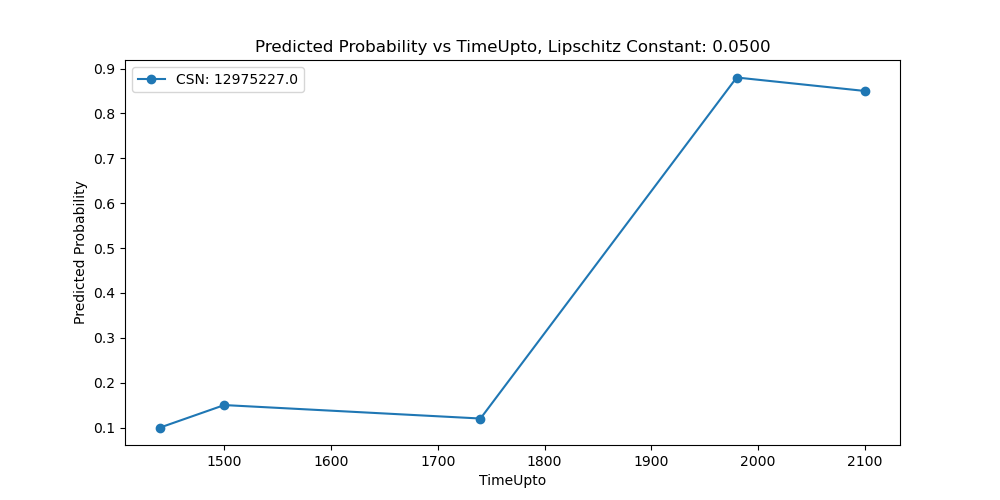 Predicted Probability vs TimeUpto, Lipschitz Constant: 0.0500
CSN: 12975227.0
0.9
0.8
0.7
0.6
0.5
0.4
0.3
0.2
0.1
Predicted Probability
1500 1600 1700 1800 1900 2000 2100
TimeUpto